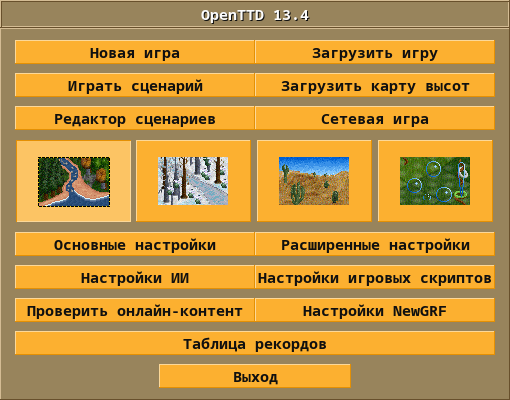 OpenTTD 13.4
Новая игра Загрузить игру
Играть сценарий Загрузить карту высот
Редактор сценариев Сетевая игра
Основные настройки Расширенные настройки
Настройки ИИ Настройки игровых скриптов
Проверить онлайн-контент Настройки NewGRF
Таблица рекордов
Выход